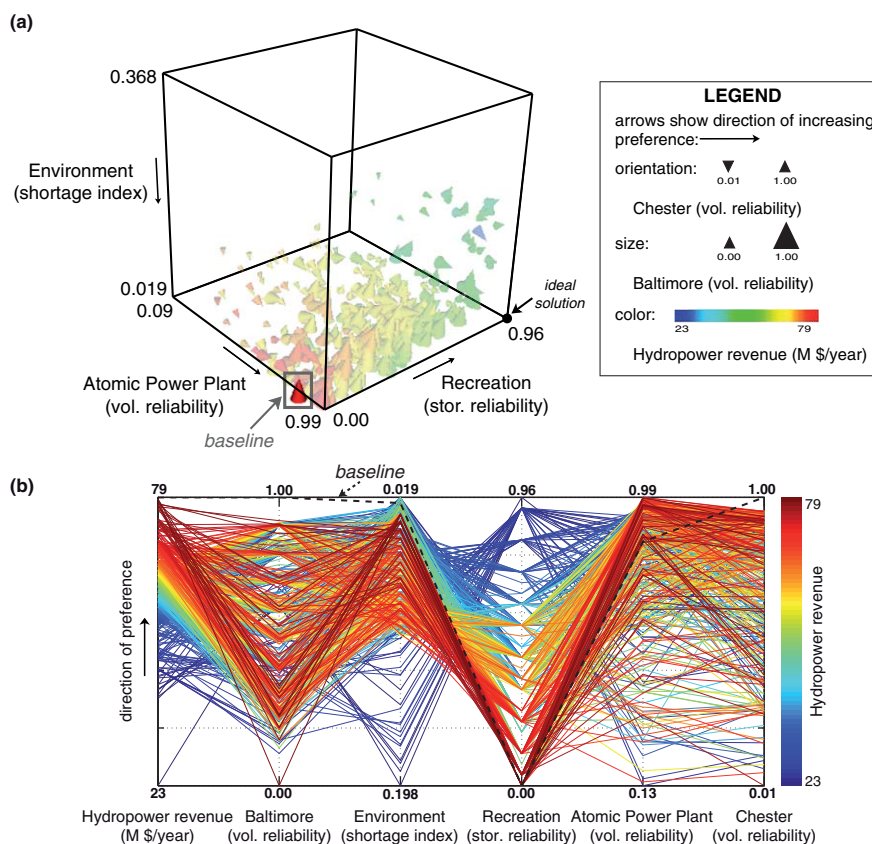 (a)
0.368
Environment
(shortage index)
0.019
0.09
Atomic Power Plant
(vol. reliability)
baseline
0.99
0.00
Recreation
(stor. reliability)
0.96
ideal
solution
LEGEND
arrows show direction of increasing
preference:
orientation:
0.01
1.00
Chester (vol. reliability)
size:
0.00
1.00
Baltimore (vol. reliability)
color:
23
79
Hydropower revenue (M $/year)
(b)
baseline
79
1.00
0.019
0.96
0.99
1.00
direction of preference
23
0.00
0.198
0.00
0.13
0.01
Hydropower revenue
(M $/year)
Baltimore
(vol. reliability)
Environment
(shortage index)
Recreation
(stor. reliability)
Atomic Power Plant
(vol. reliability)
Chester
(vol. reliability)
79
Hydropower revenue
23